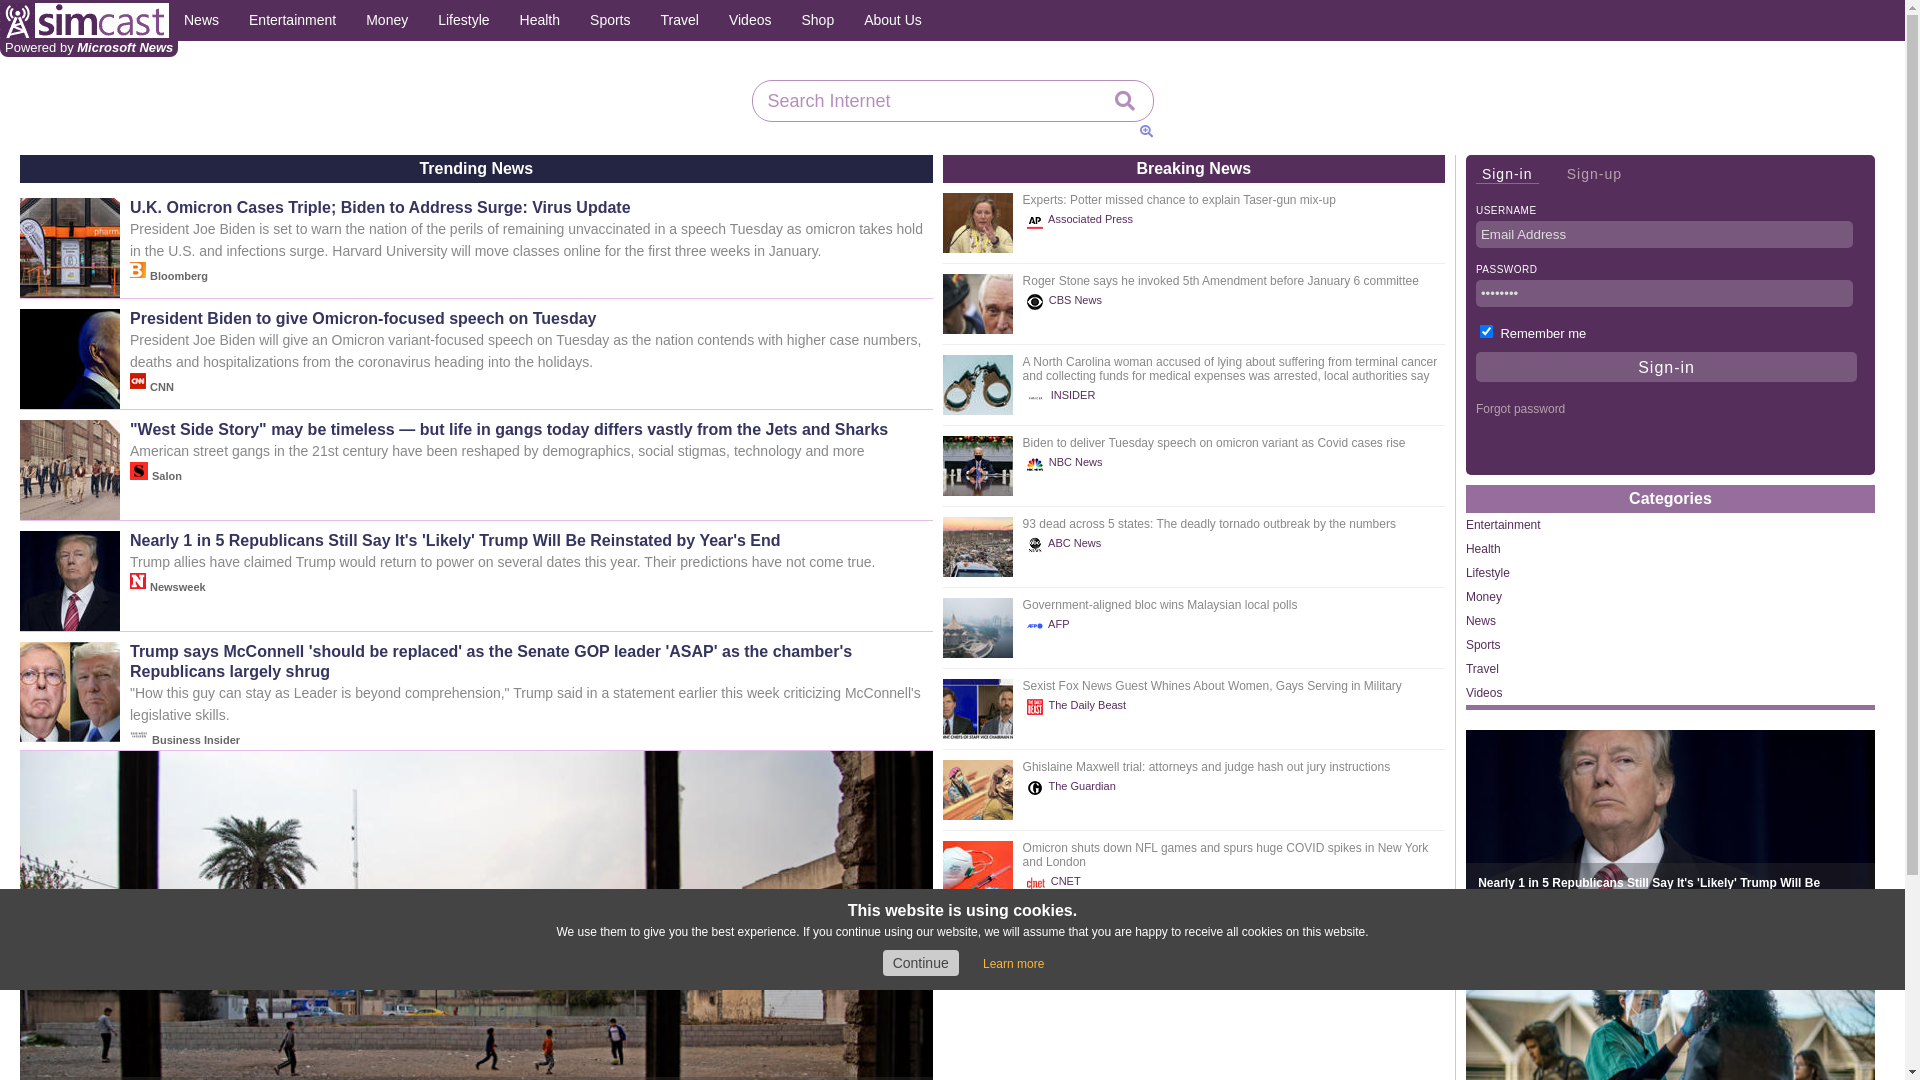 simcast
News
Entertainment
Money
Lifestyle
Health
Sports
Travel
Videos
Shop
About Us
Powered by Microsoft News
Search Internet
Trending News
U.K. Omicron Cases Triple; Biden to Address Surge: Virus Update
President Joe Biden is set to warn the nation of the perils of remaining unvaccinated in a speech Tuesday as omicron takes hold
in the U.S. and infections surge. Harvard University will move classes online for the first three weeks in January.
Bloomberg
President Biden to give Omicron-focused speech on Tuesday
President Joe Biden will give an Omicron variant-focused speech on Tuesday as the nation contends with higher case numbers,
deaths and hospitalizations from the coronavirus heading into the holidays.
CNN
"West Side Story" may be timeless — but life in gangs today differs vastly from the Jets and Sharks
American street gangs in the 21st century have been reshaped by demographics, social stigmas, technology and more
Salon
Nearly 1 in 5 Republicans Still Say It's 'Likely' Trump Will Be Reinstated by Year's End
Trump allies have claimed Trump would return to power on several dates this year. Their predictions have not come true.
Newsweek
Trump says McConnell 'should be replaced' as the Senate GOP leader 'ASAP' as the chamber's
Republicans largely shrug
"How this guy can stay as Leader is beyond comprehension," Trump said in a statement earlier this week criticizing McConnell's
legislative skills.
Business Insider
Breaking News
Experts: Potter missed chance to explain Taser-gun mix-up
Associated Press
Roger Stone says he invoked 5th Amendment before January 6 committee
CBS News
A North Carolina woman accused of lying about suffering from terminal cancer
and collecting funds for medical expenses was arrested, local authorities say
INSIDER
Biden to deliver Tuesday speech on omicron variant as Covid cases rise
NBC News
93 dead across 5 states: The deadly tornado outbreak by the numbers
ABC News
Government-aligned bloc wins Malaysian local polls
AFP
Sexist Fox News Guest Whines About Women, Gays Serving in Military
The Daily Beast
Ghislaine Maxwell trial: attorneys and judge hash out jury instructions
The Guardian
Omicron shuts down NFL games and spurs huge COVID spikes in New York
and London
CNET
Sign-in
Sign-up
USERNAME
Email Address
PASSWORD
••••••••
Remember me
Sign-in
Forgot password
Categories
Entertainment
Health
Lifestyle
Money
News
Sports
Travel
Videos
Nearly 1 in 5 Republicans Still Say It's 'Likely' Trump Will Be
This website is using cookies.
We use them to give you the best experience. If you continue using our website, we will assume that you are happy to receive all cookies on this website.
Continue
Learn more